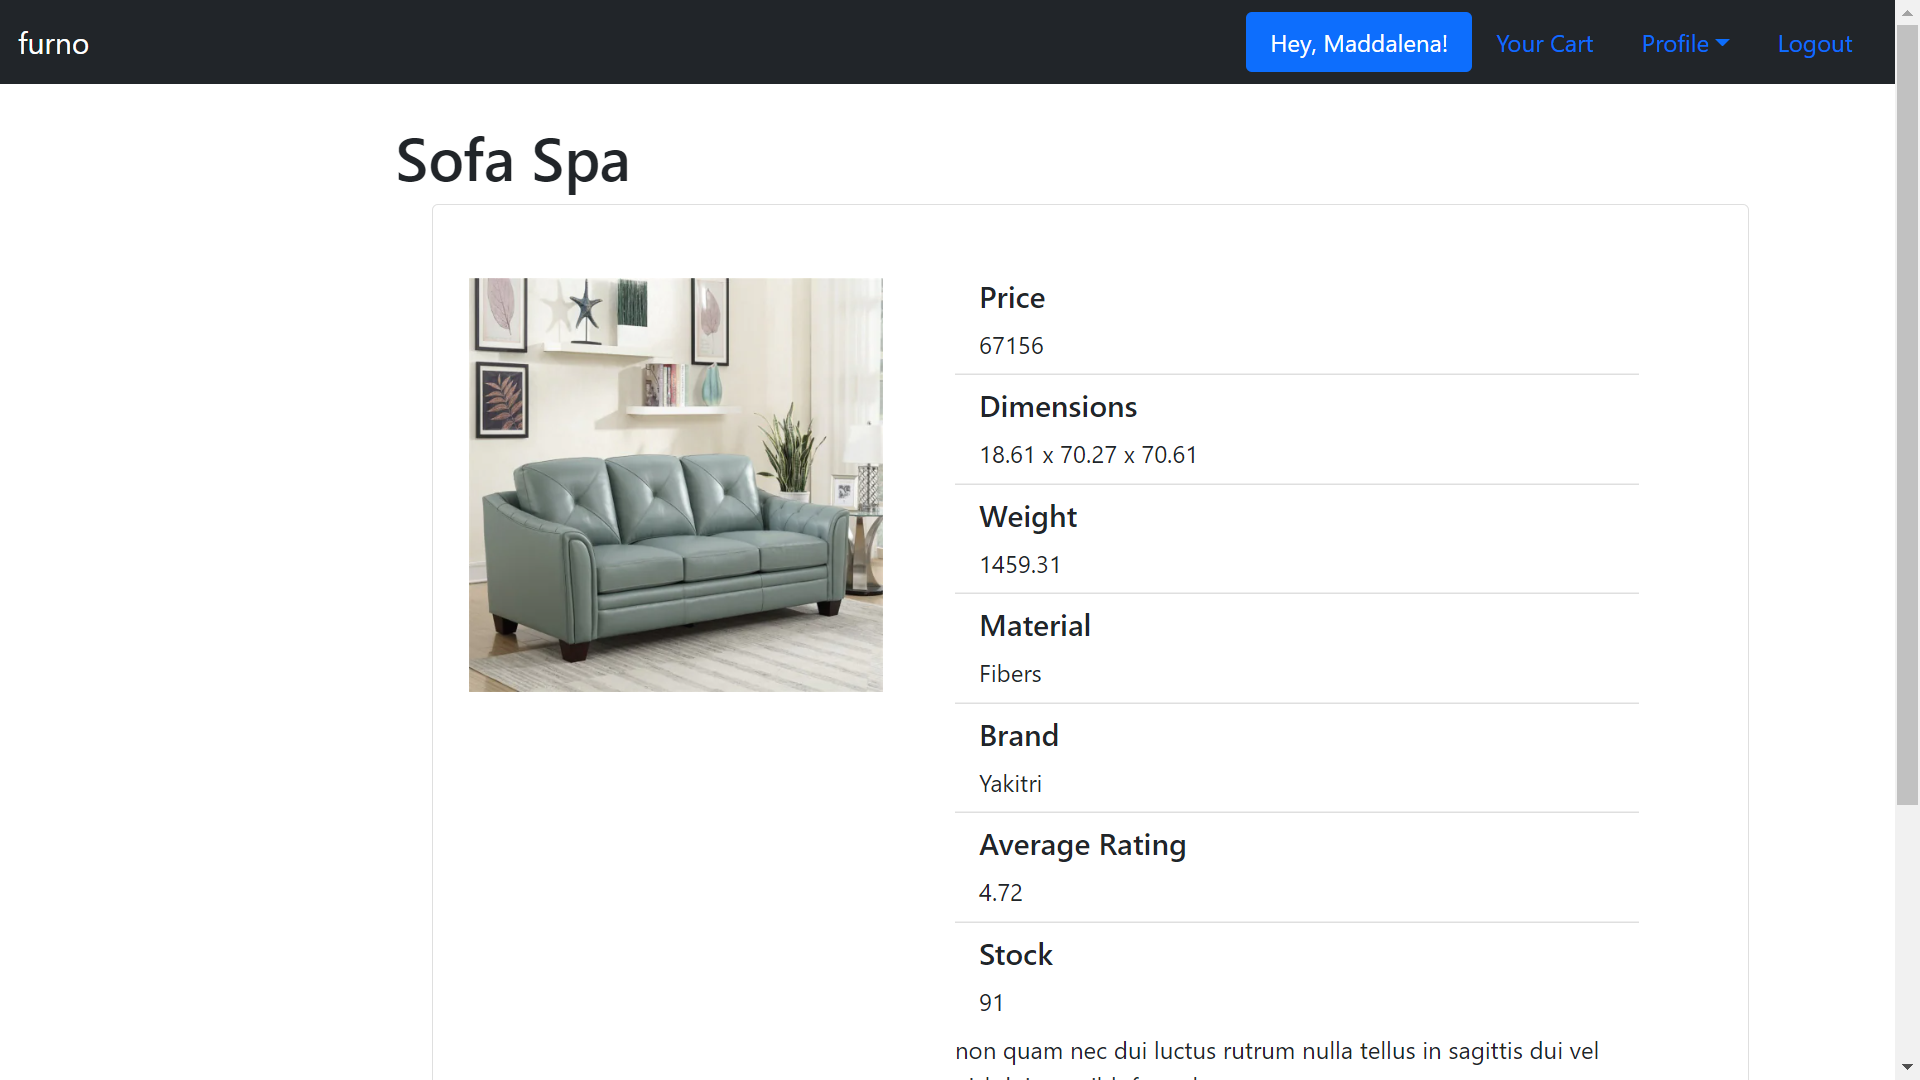 furno
Hey, Maddalena!
Your Cart
Profile
Logout
Sofa Spa
Price
67156
Dimensions
18.61 x 70.27 x 70.61
Weight
1459.31
Material
Fibers
Brand
Yakitri
Average Rating
4.72
Stock
91
non quam nec dui luctus rutrum nulla tellus in sagittis dui vel